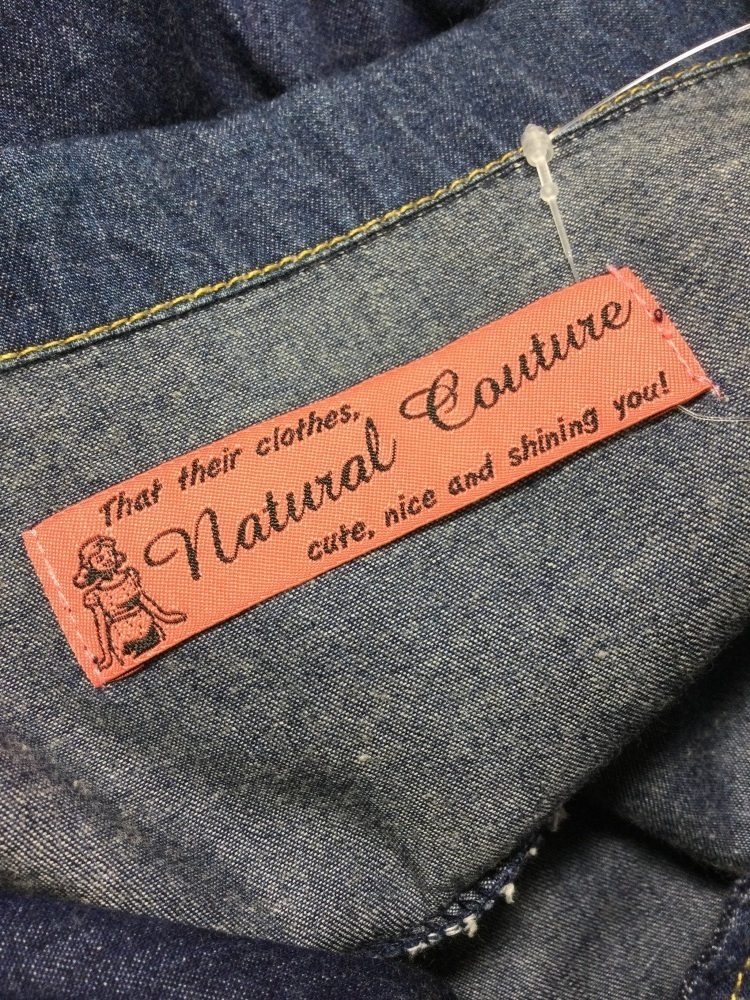 That their clothes,
Natural Couture
cute, nice and shining you!